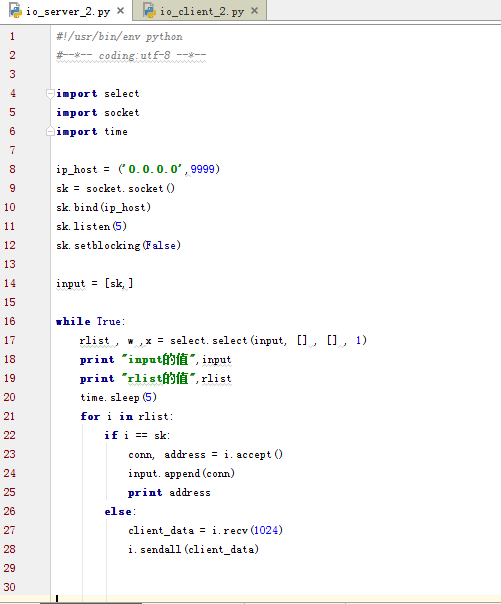 io_server_2.py × io_client_2.py ×
1 #!/usr/bin/env python
2 #--*-- coding:utf-8 --*--
3
4 import select
5 import socket
6 import time
7
8 ip_host = ('0.0.0.0',9999)
9 sk = socket.socket()
10 sk.bind(ip_host)
11 sk.listen(5)
12 sk.setblocking(False)
13
14 input = [sk,]
15
16 while True:
17     rlist , w ,x = select.select(input, [] , [] , 1)
18     print "input的值",input
19     print "rlist的值",rlist
20     time.sleep(5)
21     for i in rlist:
22         if i == sk:
23             conn, address = i.accept()
24             input.append(conn)
25             print address
26         else:
27             client_data = i.recv(1024)
28             i.sendall(client_data)
29
30